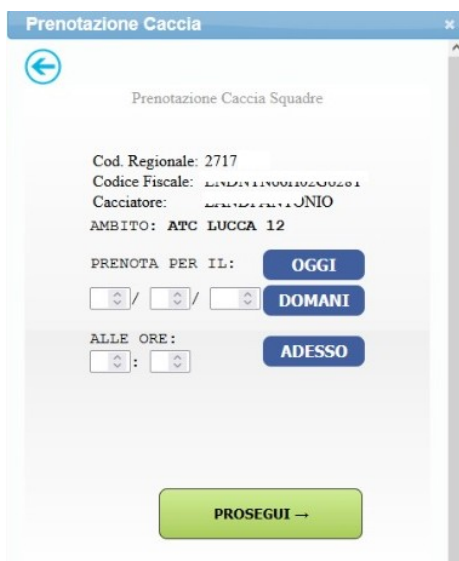 Prenotazione Caccia ×
Prenotazione Caccia Squadre
Cod. Regionale: 2717
Codice Fiscale:
Cacciatore:
AMBITO: ATC LUCCA 12
PRENOTA PER IL: OGGI
/ / DOMANI
ALLE ORE:
: ADESSO
PROSEGUI →